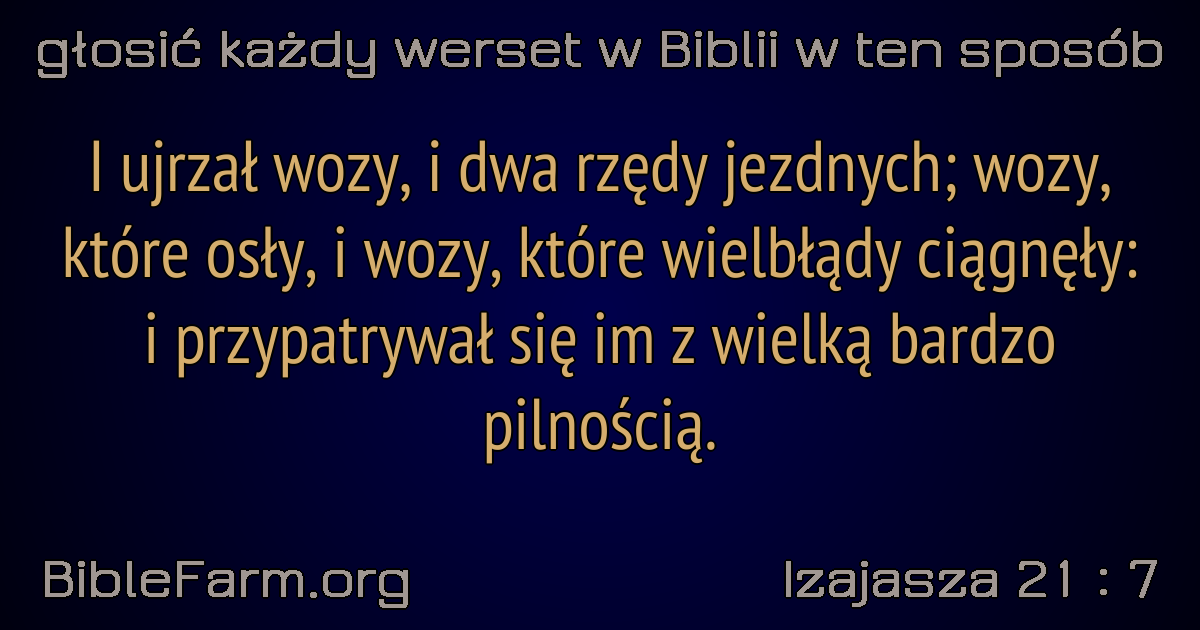 głosić każdy werset w Biblii w ten sposób
I ujrzał wozy, i dwa rzędy jezdnych; wozy,
które osły, i wozy, które wielbłądy ciągnęły:
i przypatrywał się im z wielką bardzo
pilnością.
BibleFarm.org
Izajasza 21 : 7